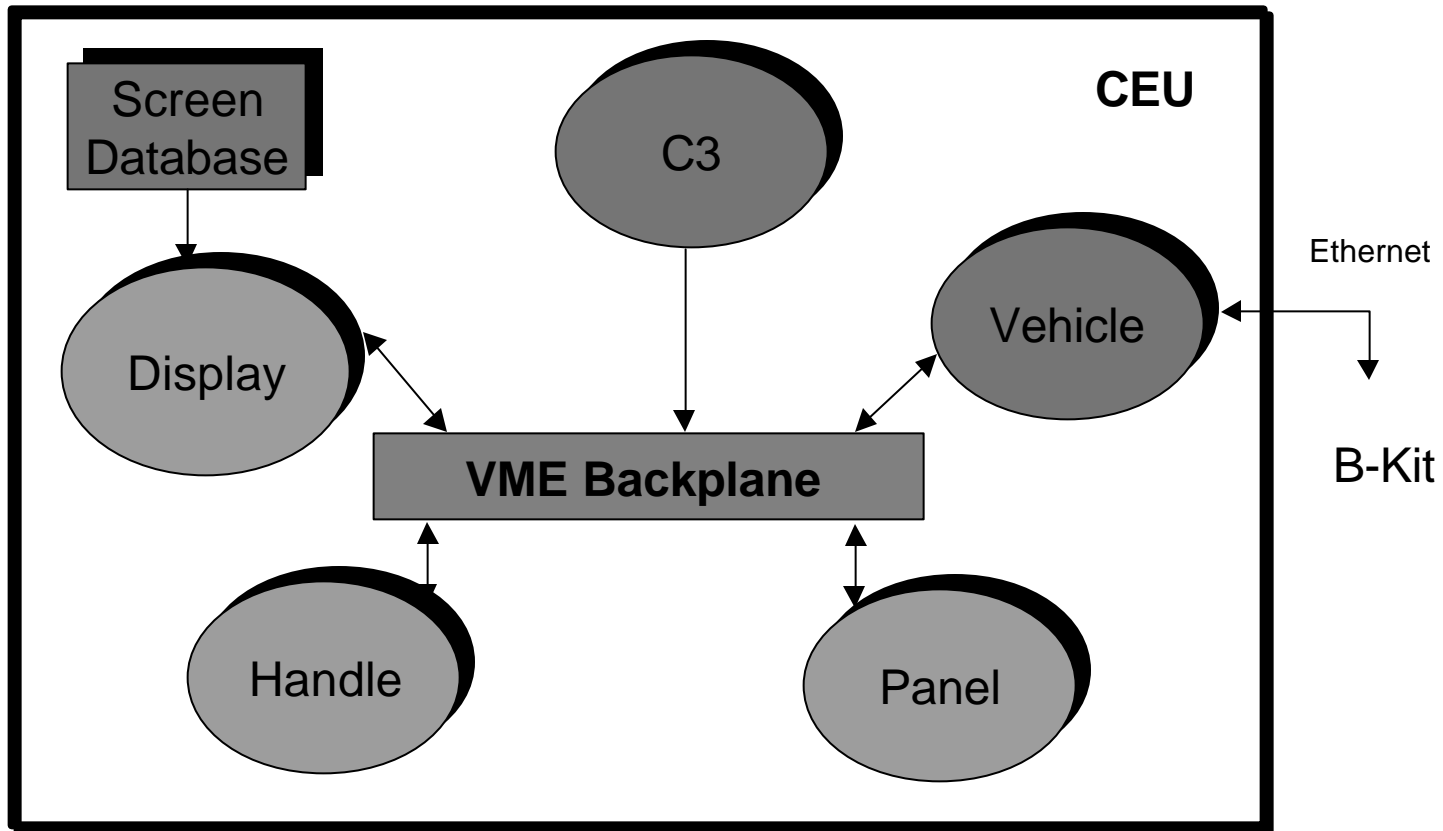 Screen
Database
C3
CEU
Ethernet
Vehicle
Display
B-Kit
VME Backplane
Handle
Panel